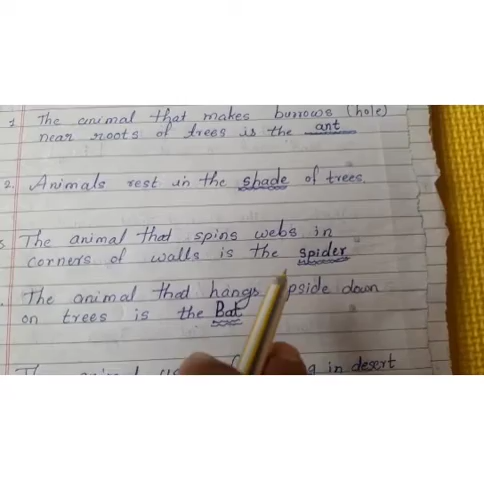 1. The animal that makes burrows (hole)
near roots of trees is the ant
2. Animals rest in the shade of trees.
The animal that spins webs in
corners of walls is the spider
The animal that hangs upside down
on trees is the Bat
in desert